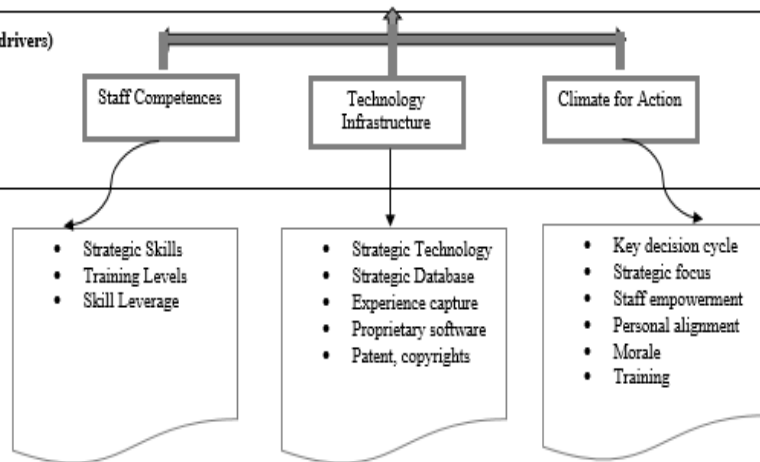 drivers)
Staff Competences
Technology
Infrastructure
Climate for Action
• Strategic Skills
• Training Levels
• Skill Leverage
• Strategic Technology
• Strategic Database
• Experience capture
• Proprietary software
• Patent, copyrights
• Key decision cycle
• Strategic focus
• Staff empowerment
• Personal alignment
• Morale
• Training